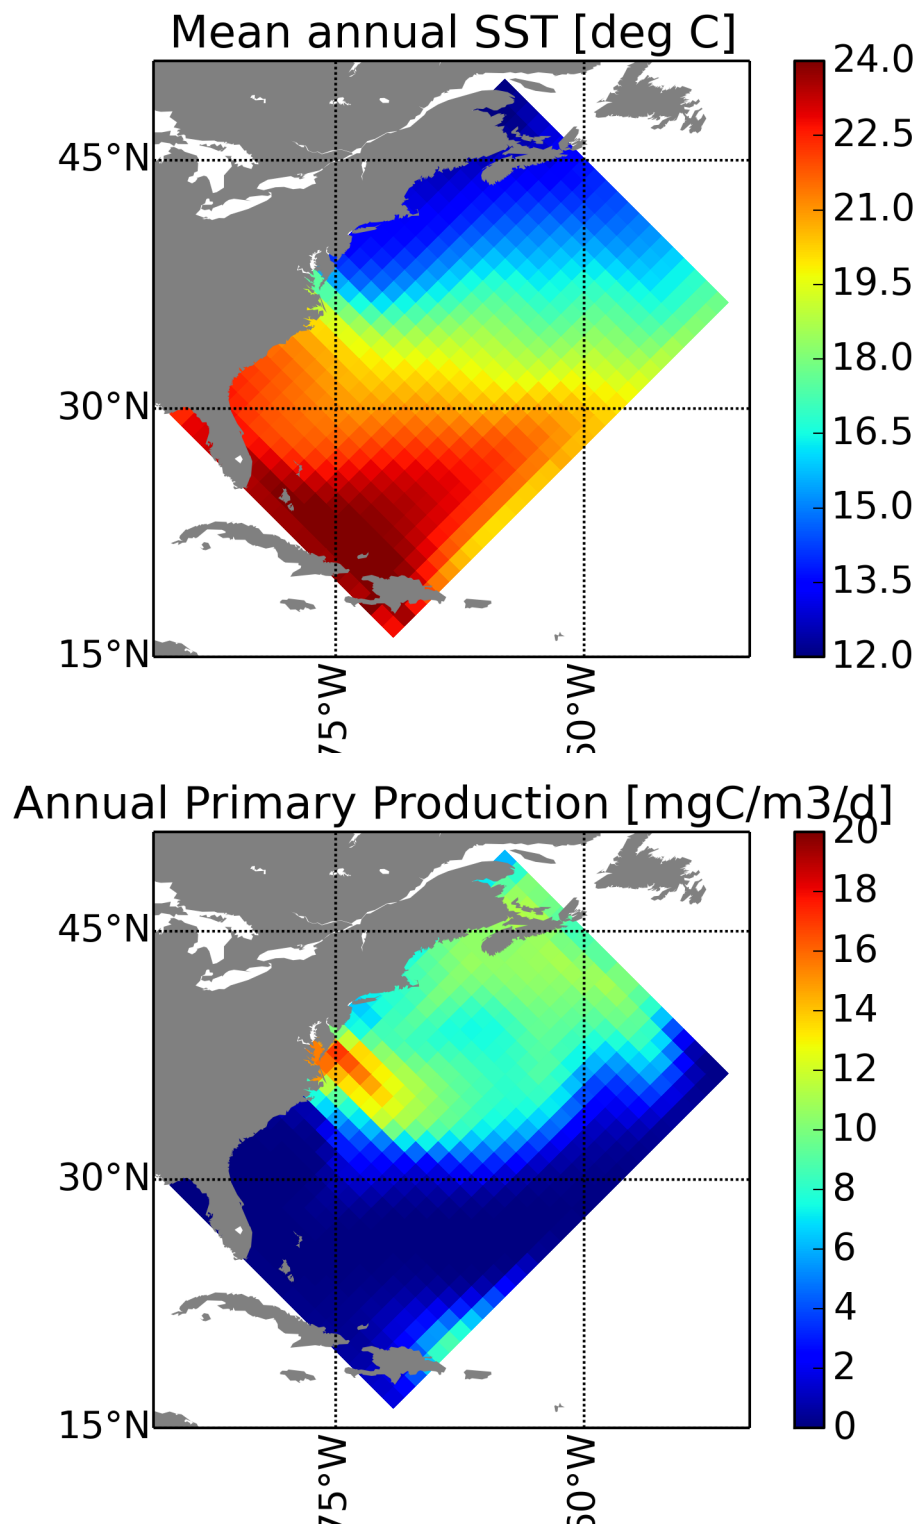 Mean annual SST [deg C]
24.0
45°N
22.5
21.0
19.5
18.0
30°N
16.5
15.0
13.5
15°N
12.0
75°W
60°W
Annual Primary Production [mgC/m3/d]
20
18
45°N
16
14
12
10
30°N
8
6
4
2
15°N
0
75°W
60°W